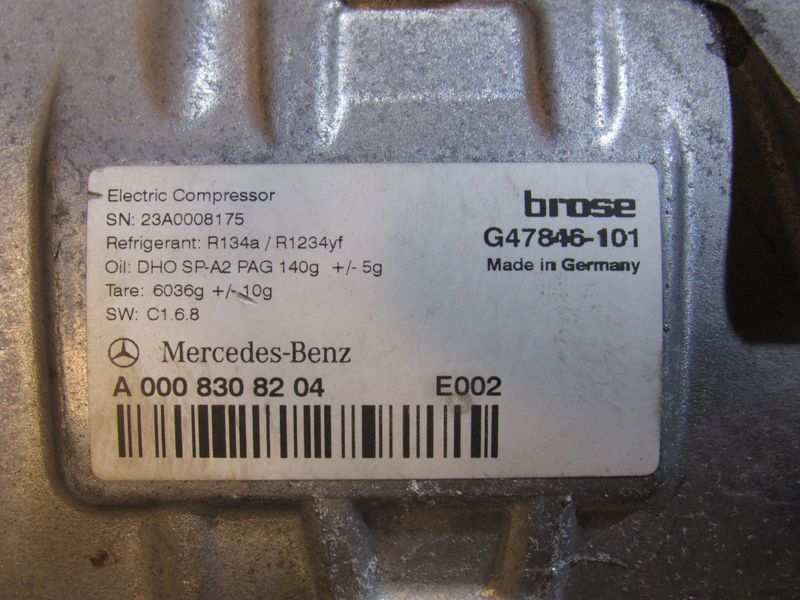 Electric Compressor
SN: 23A0008175
Refrigerant: R134a / R1234yf
Oil: DHO SP-A2 PAG 140g +/- 5g
Tare: 6036g +/- 10g
SW: C1.6.8
brose
G47846-101
Made in Germany
Mercedes-Benz
A 000 830 82 04 E002